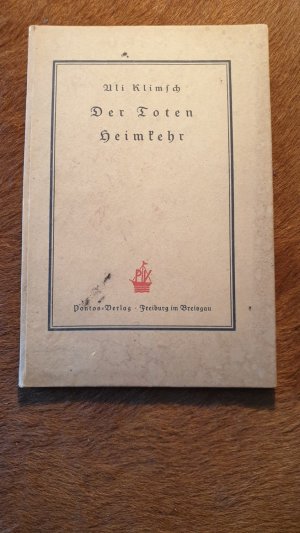 Uli Klimsch
Der Toten
Heimkehr
Pontos-Verlag · Freiburg im Breisgau